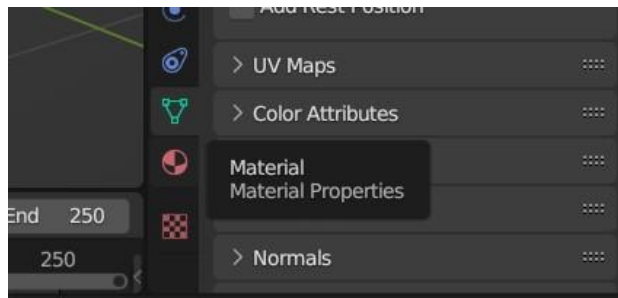 Add Rest Position
UV Maps
Color Attributes
Material
Material Properties
End 250
250
Normals